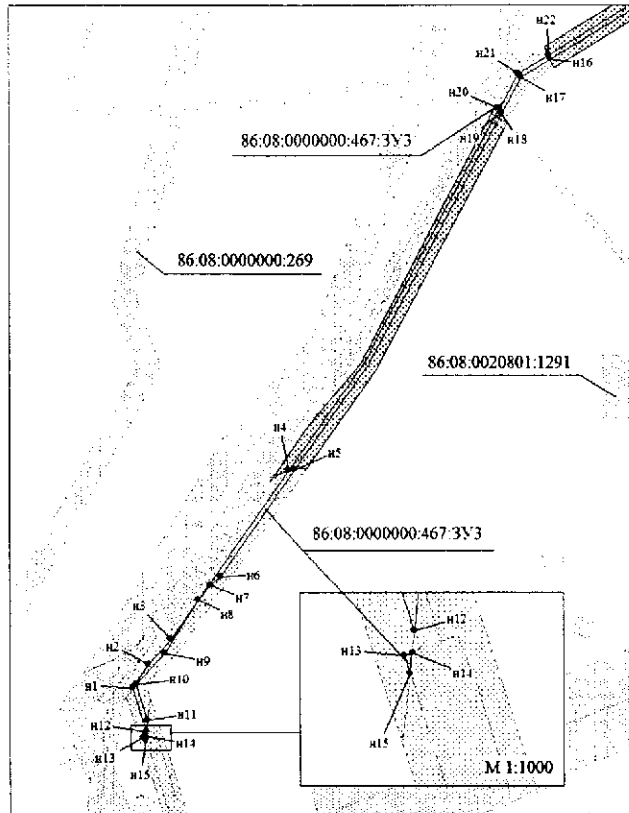 н22
н21
н16
н17
н20
86:08:0000000:467:ЗУ3
н19
н18
86:08:0000000:269
86:08:0020801:1291
н4
н5
86:08:0000000:467:ЗУ3
н6
н7
н8
н3
н12
н2
н9
н13
н14
н1
н10
н11
н12
н15
н13
н14
н15
М 1:1000